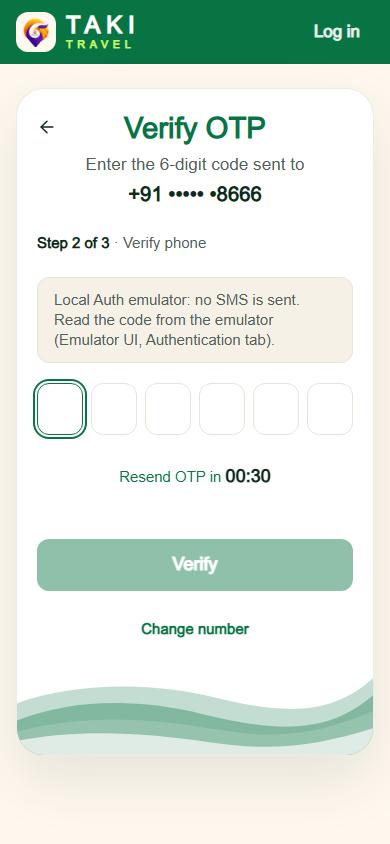 TAKI
TRAVEL
Log in
Verify OTP
Enter the 6-digit code sent to
+91 ••••• •8666
Step 2 of 3 · Verify phone
Local Auth emulator: no SMS is sent.
Read the code from the emulator
(Emulator UI, Authentication tab).
Resend OTP in 00:30
Verify
Change number